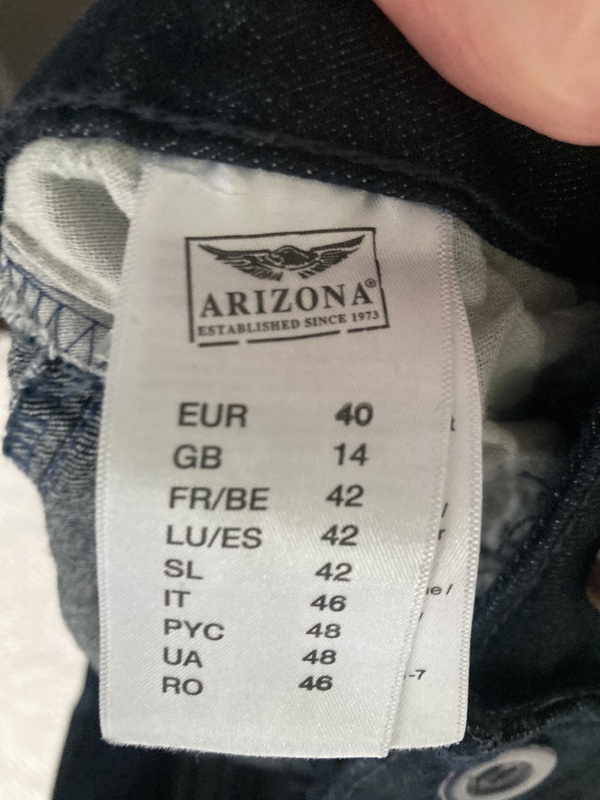 ARIZONA®
ESTABLISHED SINCE 1973
EUR 40
GB 14
FR/BE 42
LU/ES 42
SL 42
IT 46
PYC 48
UA 48
RO 46